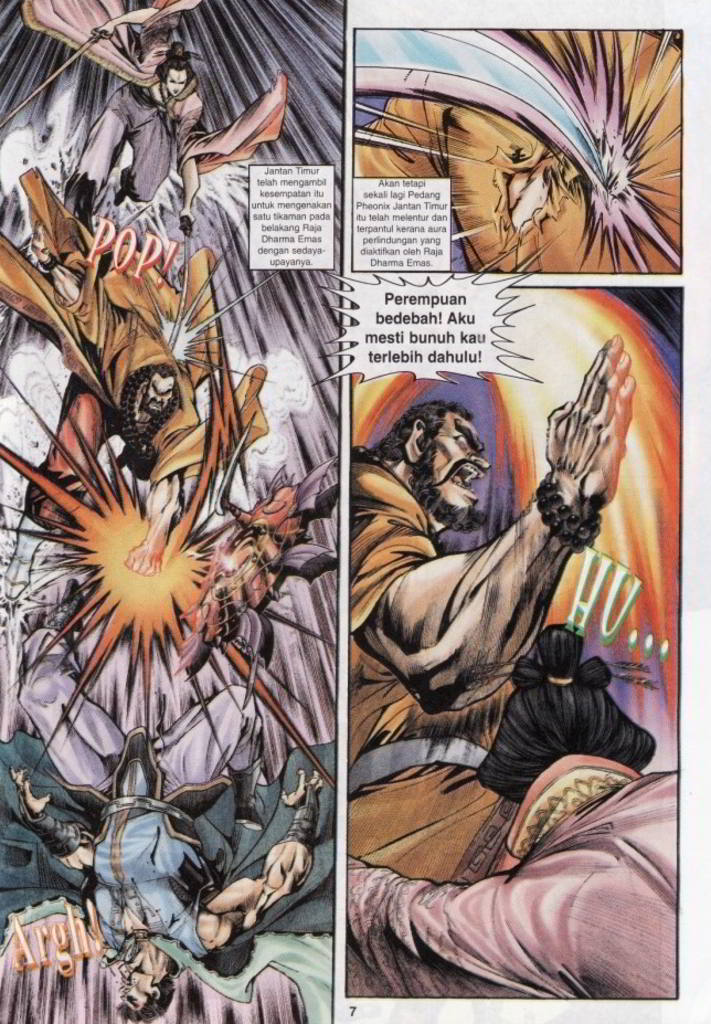 Jantan Timur
telah mengambil
kesempatan itu
untuk mengenakan
satu tikaman pada
belakang Raja
Dharma Emas
dengan sedaya-
upayanya.
POP!
Argh!
Akan tetapi
sekali lagi Pedang
Pheonix Jantan Timur
itu telah melentur dan
terpantul kerana aura
perlindungan yang
diaktifkan oleh Raja
Dharma Emas.
Perempuan
bedebah! Aku
mesti bunuh kau
terlebih dahulu!
HU...
7